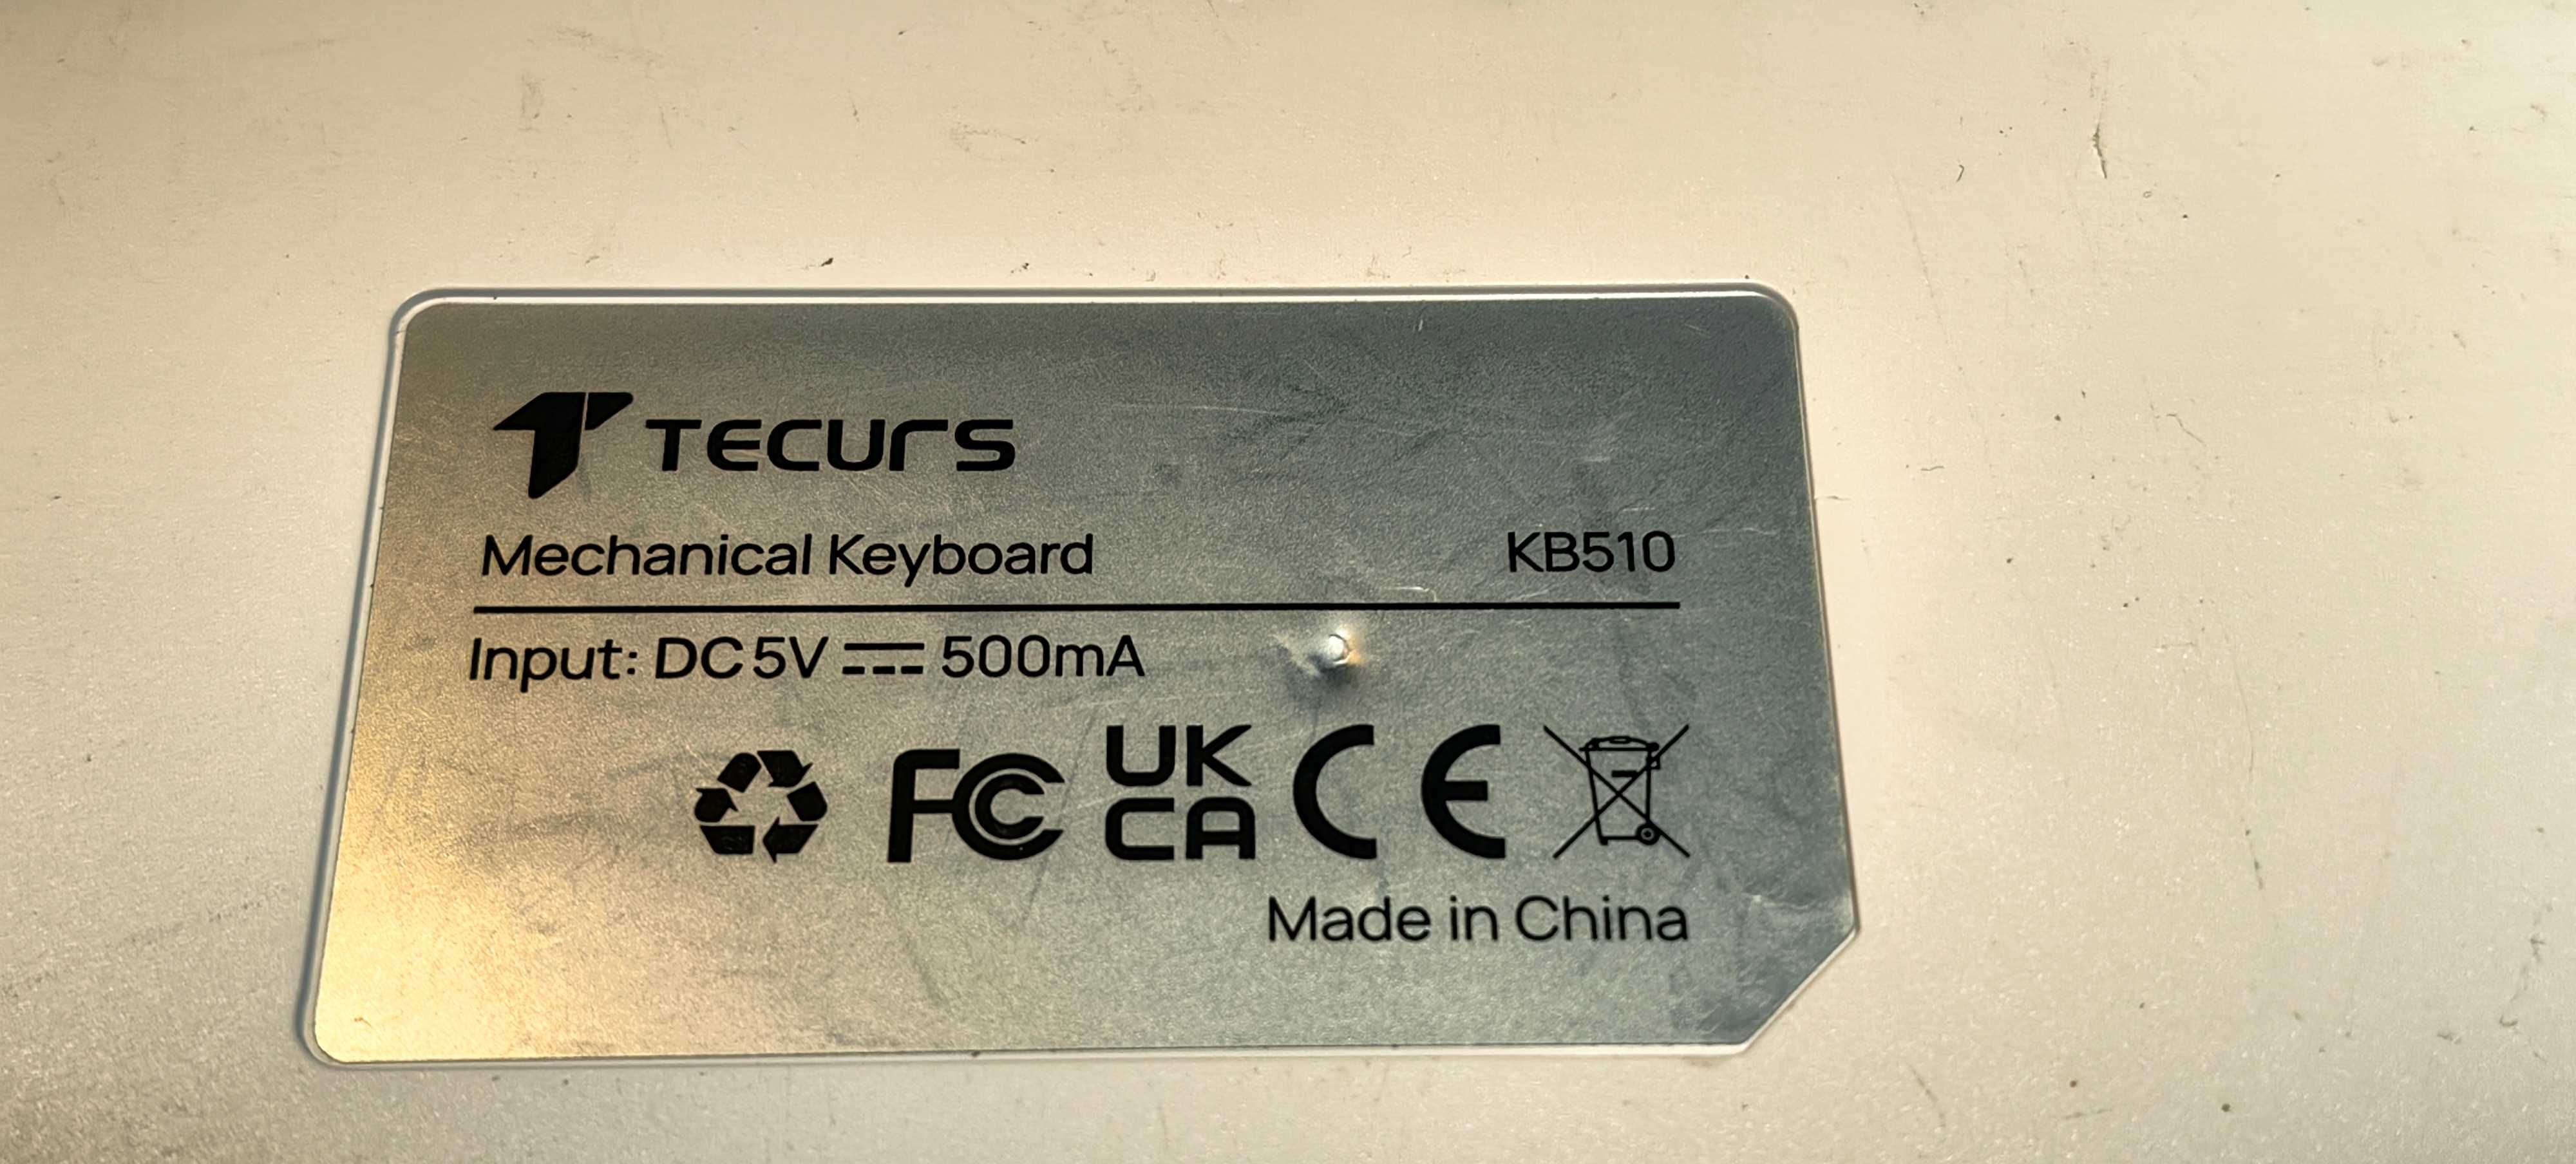 TECURS
Mechanical Keyboard KB510
Input: DC 5V ⎓ 500mA
FC UK CA CE
Made in China